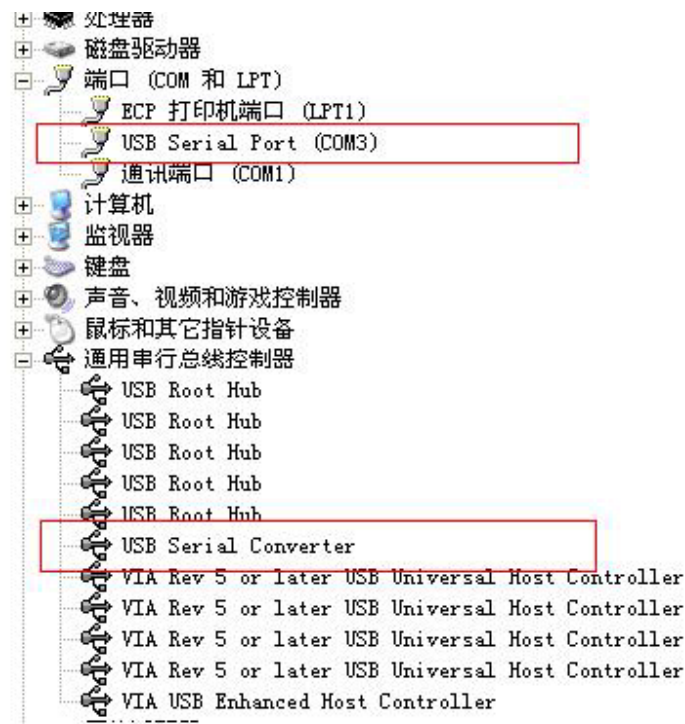 处理器
磁盘驱动器
端口 (COM 和 LPT)
ECP 打印机端口 (LPT1)
USB Serial Port (COM3)
通讯端口 (COM1)
计算机
监视器
键盘
声音、视频和游戏控制器
鼠标和其它指针设备
通用串行总线控制器
USB Root Hub
USB Root Hub
USB Root Hub
USB Root Hub
USB Root Hub
USB Serial Converter
VIA Rev 5 or later USB Universal Host Controller
VIA Rev 5 or later USB Universal Host Controller
VIA Rev 5 or later USB Universal Host Controller
VIA Rev 5 or later USB Universal Host Controller
VIA USB Enhanced Host Controller